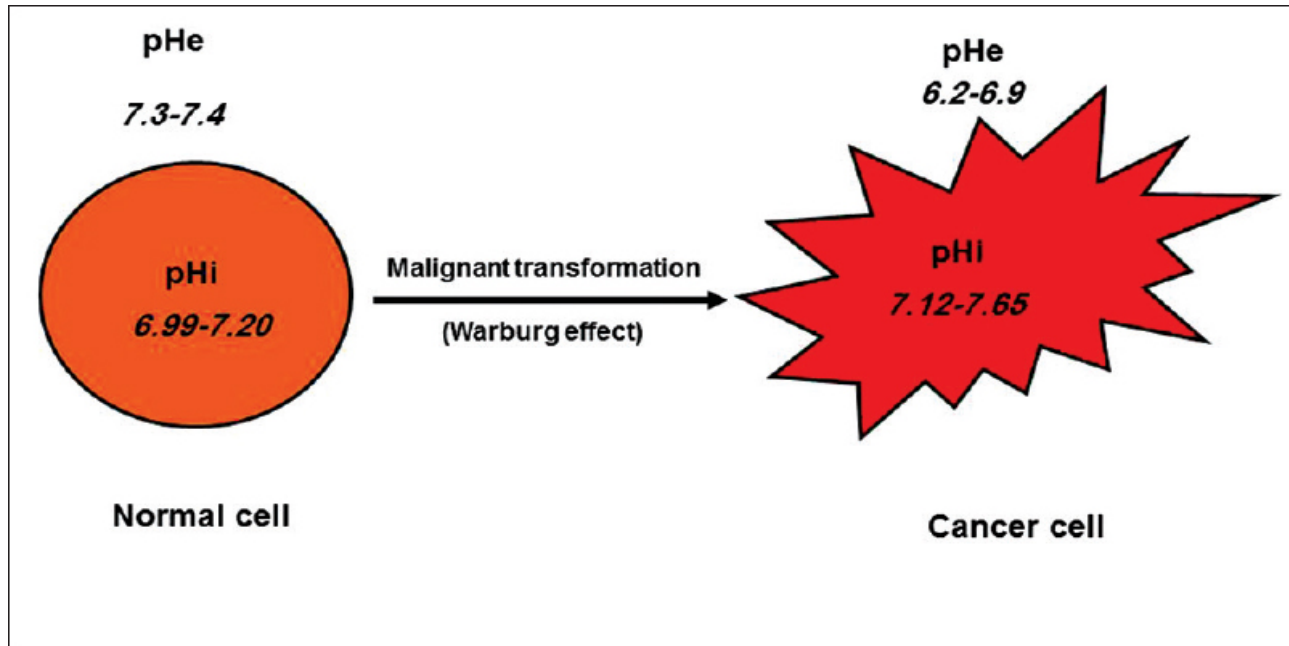 pHe
7.3-7.4
pHi
6.99-7.20
Normal cell
Malignant transformation
(Warburg effect)
pHe
6.2-6.9
pHi
7.12-7.65
Cancer cell